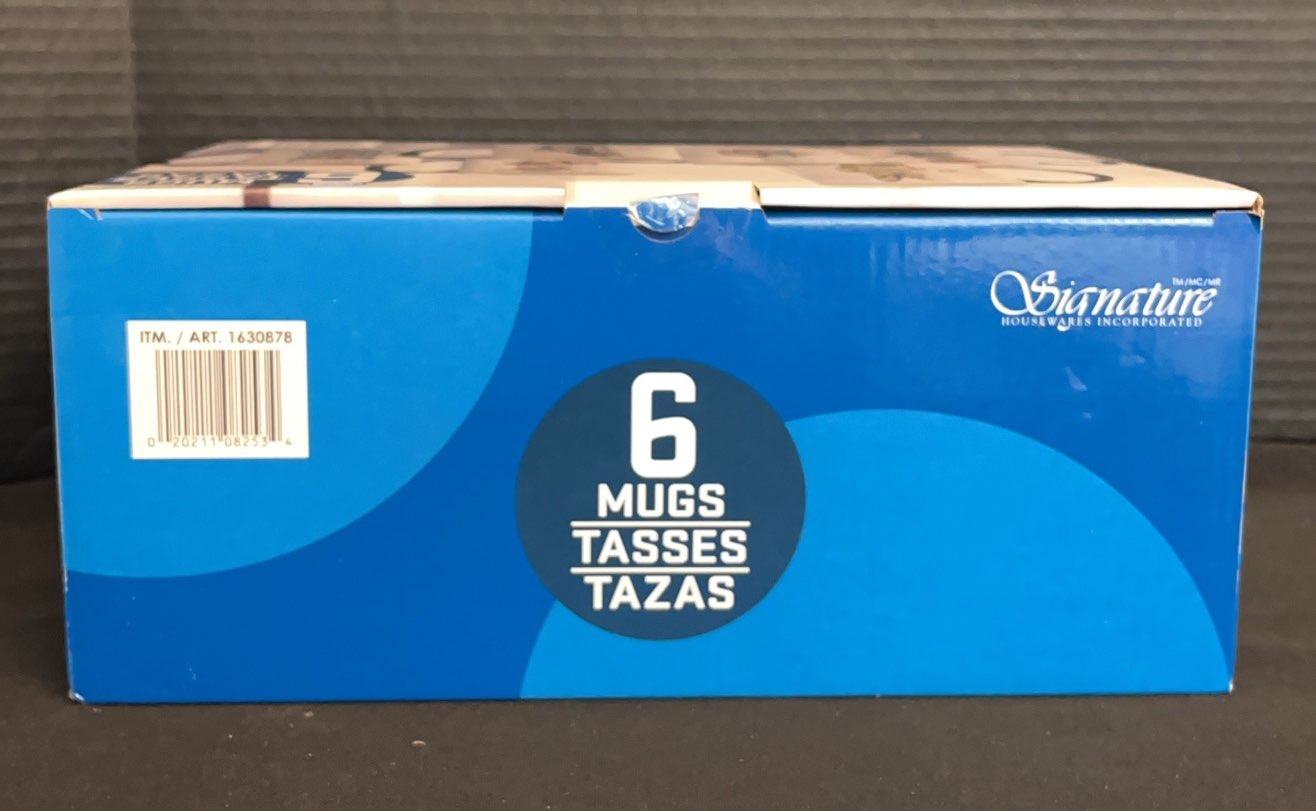 ITM. / ART. 1630878
0 20211 08253 4
Signature TM/MC/MR
HOUSEWARES INCORPORATED
6
MUGS
TASSES
TAZAS